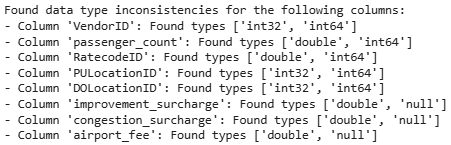 Found data type inconsistencies for the following columns:
- Column 'VendorID': Found types ['int32', 'int64']
- Column 'passenger_count': Found types ['double', 'int64']
- Column 'RatecodeID': Found types ['double', 'int64']
- Column 'PULocationID': Found types ['int32', 'int64']
- Column 'DOLocationID': Found types ['int32', 'int64']
- Column 'improvement_surcharge': Found types ['double', 'null']
- Column 'congestion_surcharge': Found types ['double', 'null']
- Column 'airport_fee': Found types ['double', 'null']